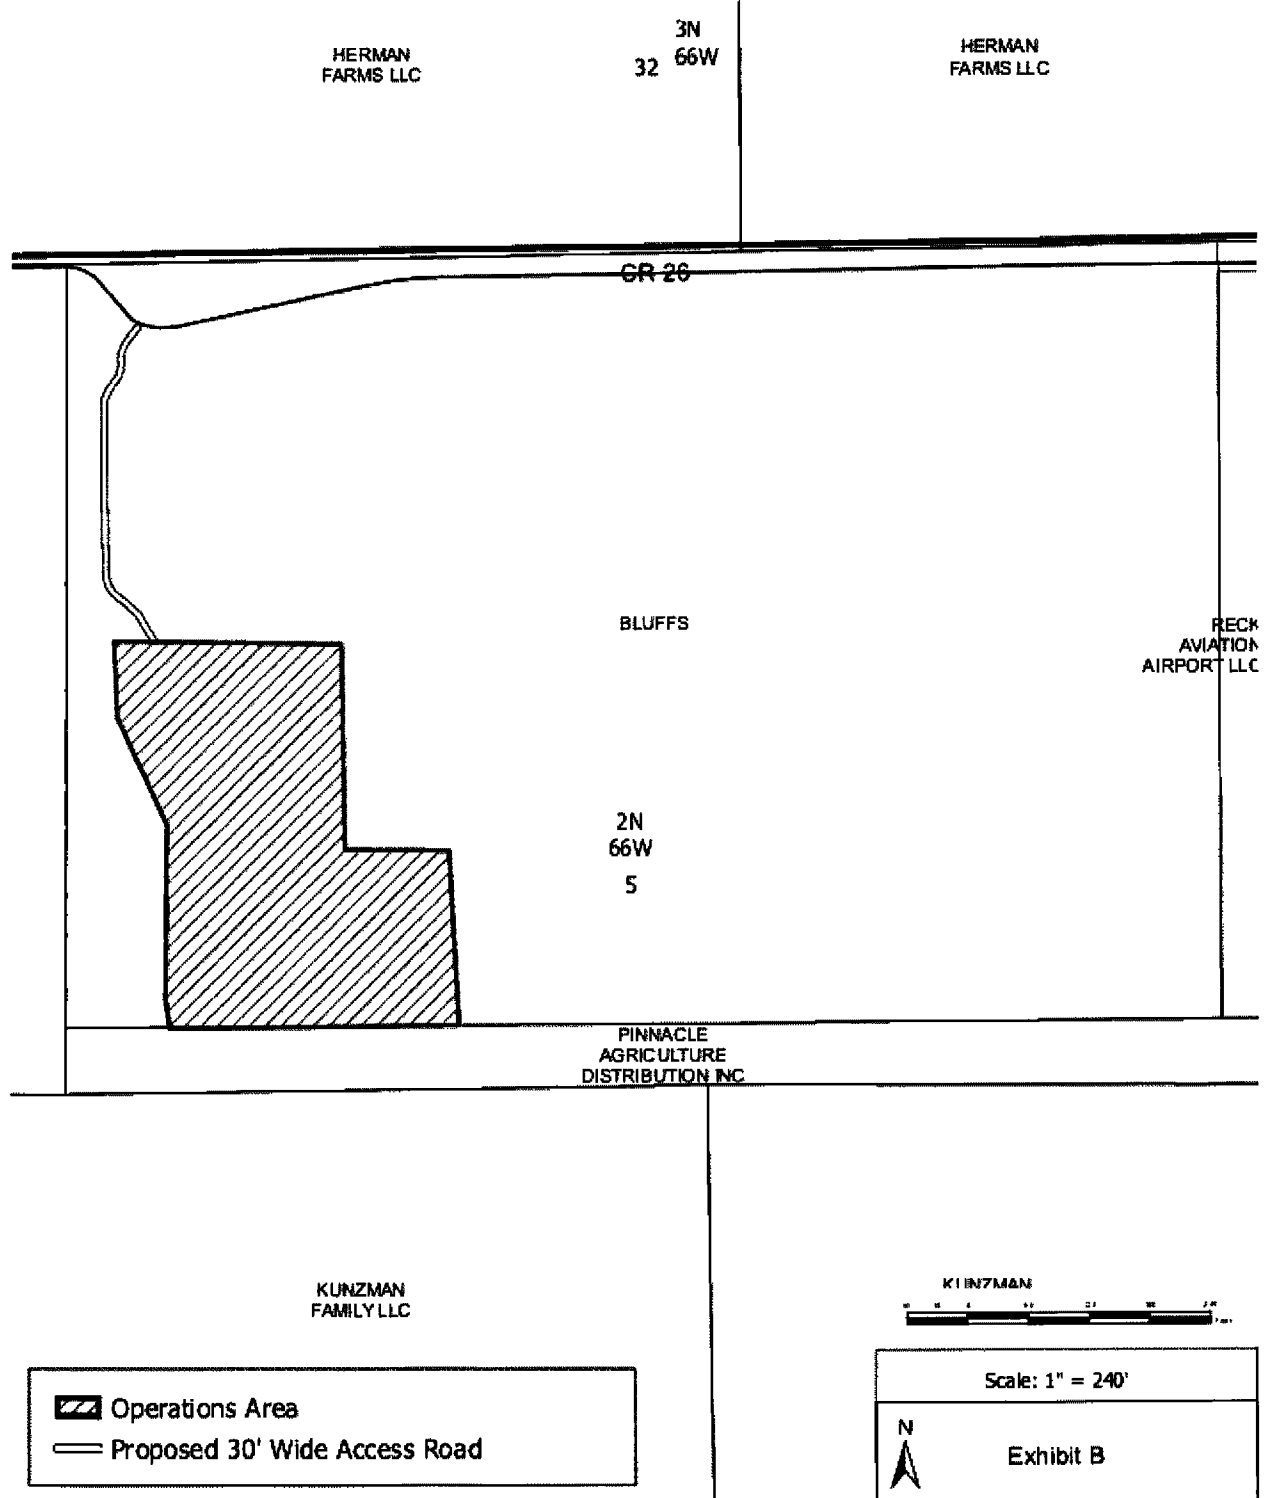 HERMAN
FARMS LLC
3N
32 66W
HERMAN
FARMS LLC
CR 26
BLUFFS
RECK
AVIATION
AIRPORT LLC
2N
66W
5
PINNACLE
AGRICULTURE
DISTRIBUTION INC
KUNZMAN
FAMILY LLC
KUNZMAN
Operations Area
Proposed 30' Wide Access Road
Scale: 1" = 240'
N
Exhibit B